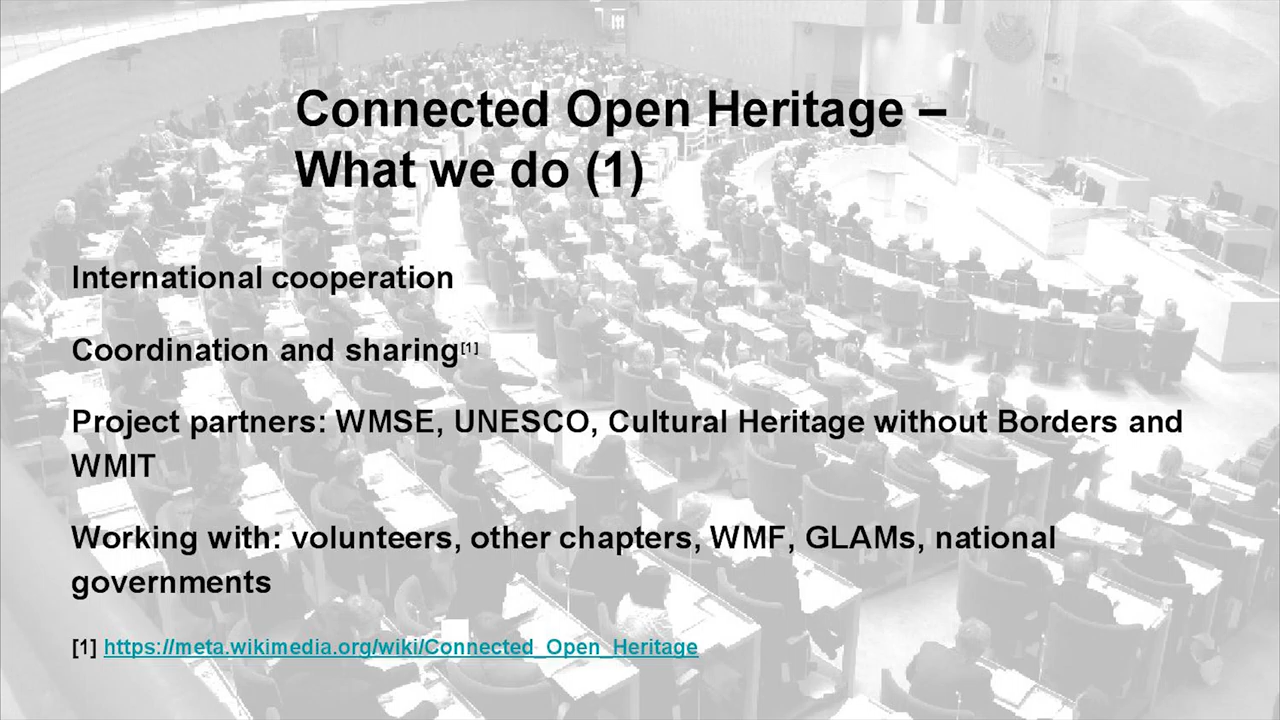 Connected Open Heritage –
What we do (1)
International cooperation
Coordination and sharing[1]
Project partners: WMSE, UNESCO, Cultural Heritage without Borders and
WMIT
Working with: volunteers, other chapters, WMF, GLAMs, national
governments
[1] https://meta.wikimedia.org/wiki/Connected_Open_Heritage